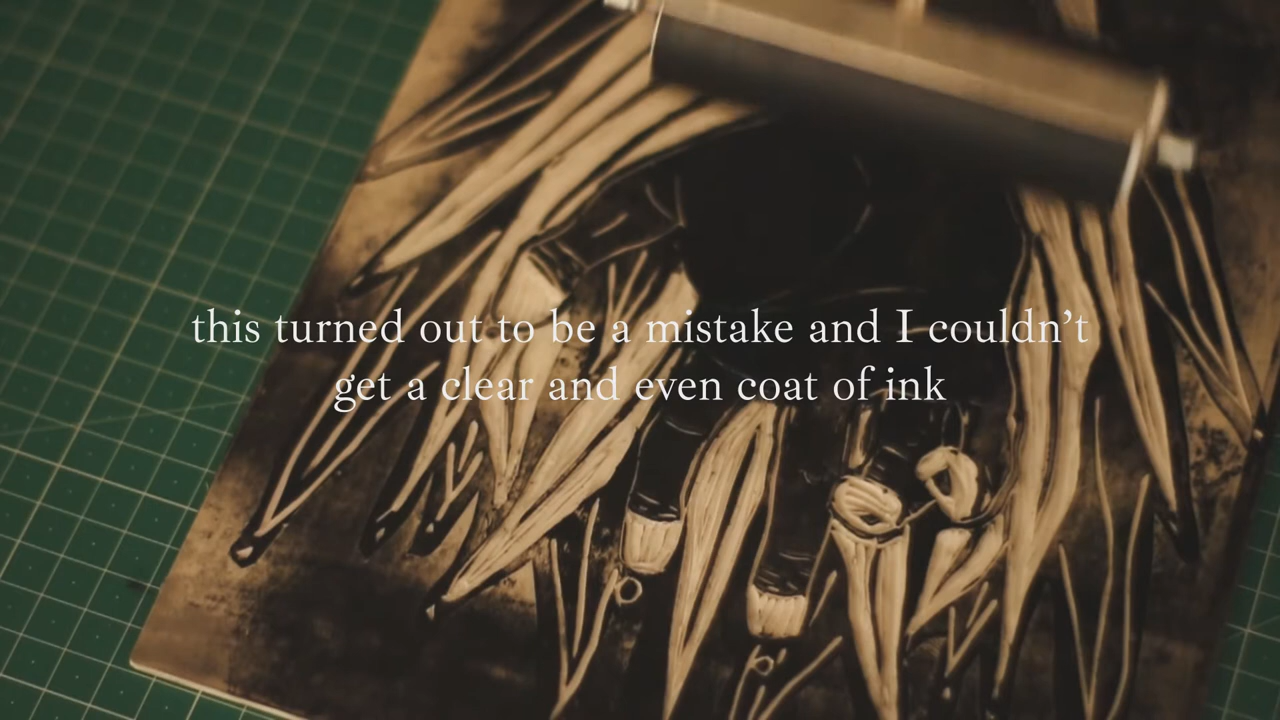 this turned out to be a mistake and I couldn’t
get a clear and even coat of ink